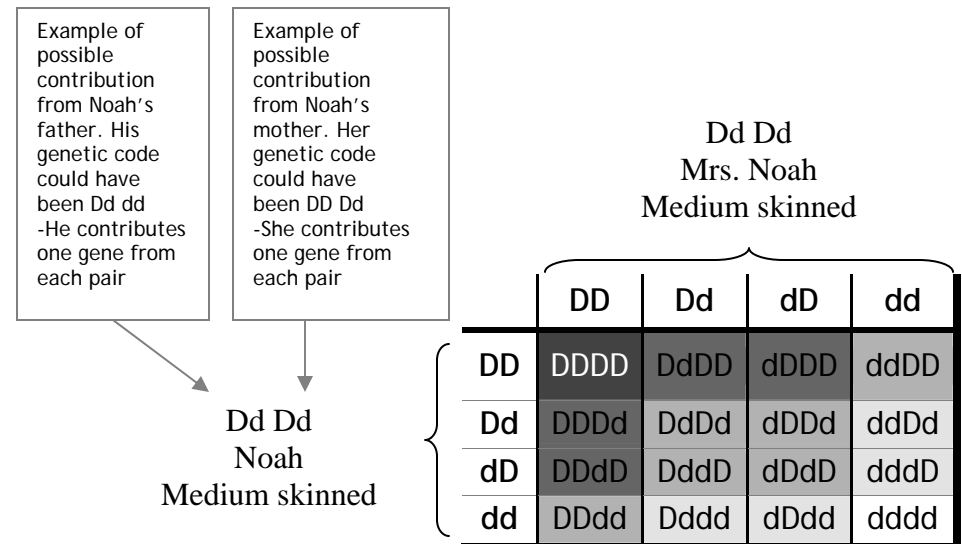 Example of
possible
contribution
from Noah's
father. His
genetic code
could have
been Dd dd
-He contributes
one gene from
each pair
Example of
possible
contribution
from Noah's
mother. Her
genetic code
could have
been DD Dd
-She contributes
one gene from
each pair
Dd Dd
Mrs. Noah
Medium skinned
Dd Dd
Noah
Medium skinned
DD Dd dD dd
DD DDDD DdDD dDDD ddDD
Dd DDDd DdDd dDDd ddDd
dD DDdD DddD dDdD dddD
dd DDdd Dddd dDdd dddd